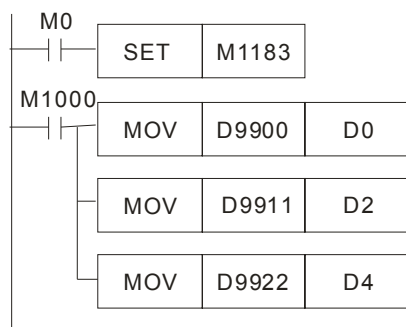 M0
SET M1183
M1000
MOV D9900 D0
MOV D9911 D2
MOV D9922 D4